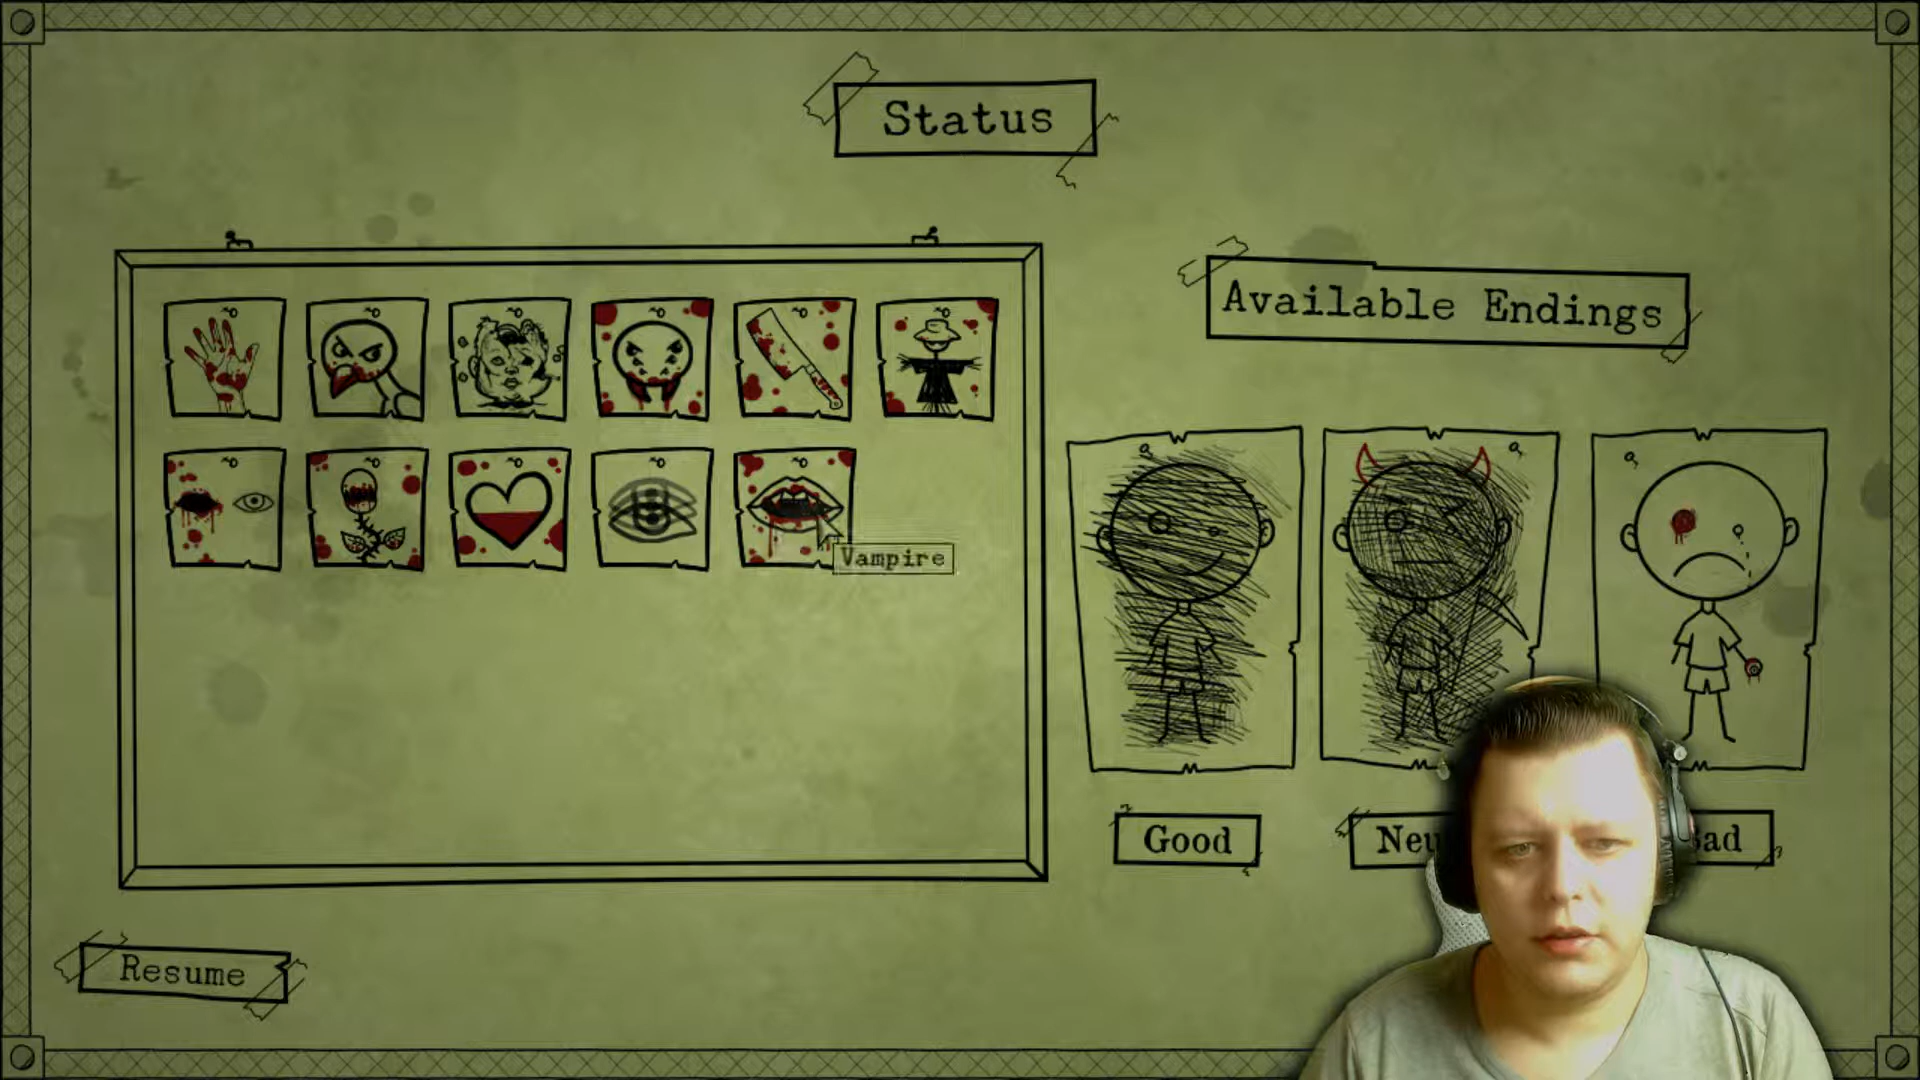 Status
Available Endings
Vampire
Good
Resume